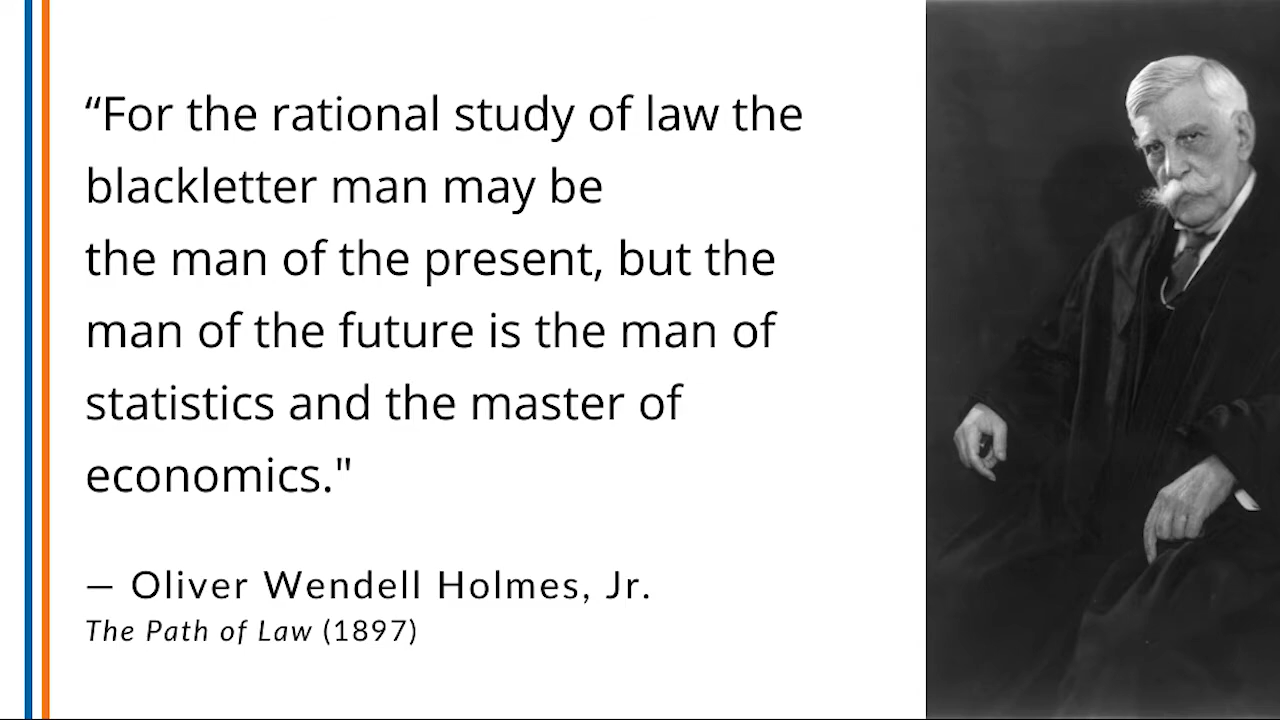 “For the rational study of law the
blackletter man may be
the man of the present, but the
man of the future is the man of
statistics and the master of
economics."
— Oliver Wendell Holmes, Jr.
The Path of Law (1897)